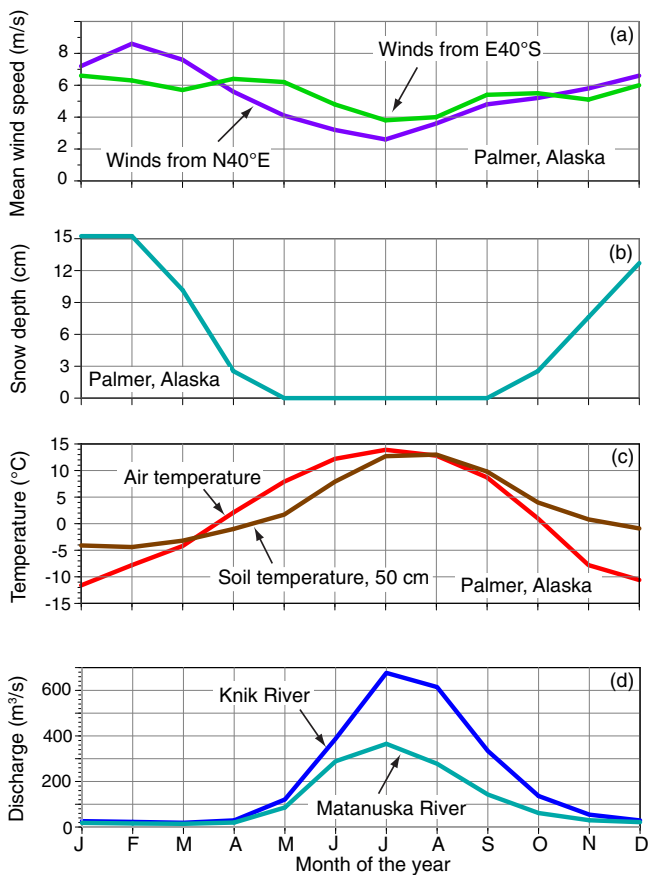 Mean wind speed (m/s)
8
6
4
2
0
(a)
Winds from E40°S
Winds from N40°E
Palmer, Alaska
Snow depth (cm)
15
12
9
6
3
0
(b)
Palmer, Alaska
Temperature (°C)
15
10
5
0
-5
-10
-15
(c)
Air temperature
Soil temperature, 50 cm
Palmer, Alaska
Discharge (m³/s)
600
400
200
0
(d)
Knik River
Matanuska River
J F M A M J J A S O N D
Month of the year